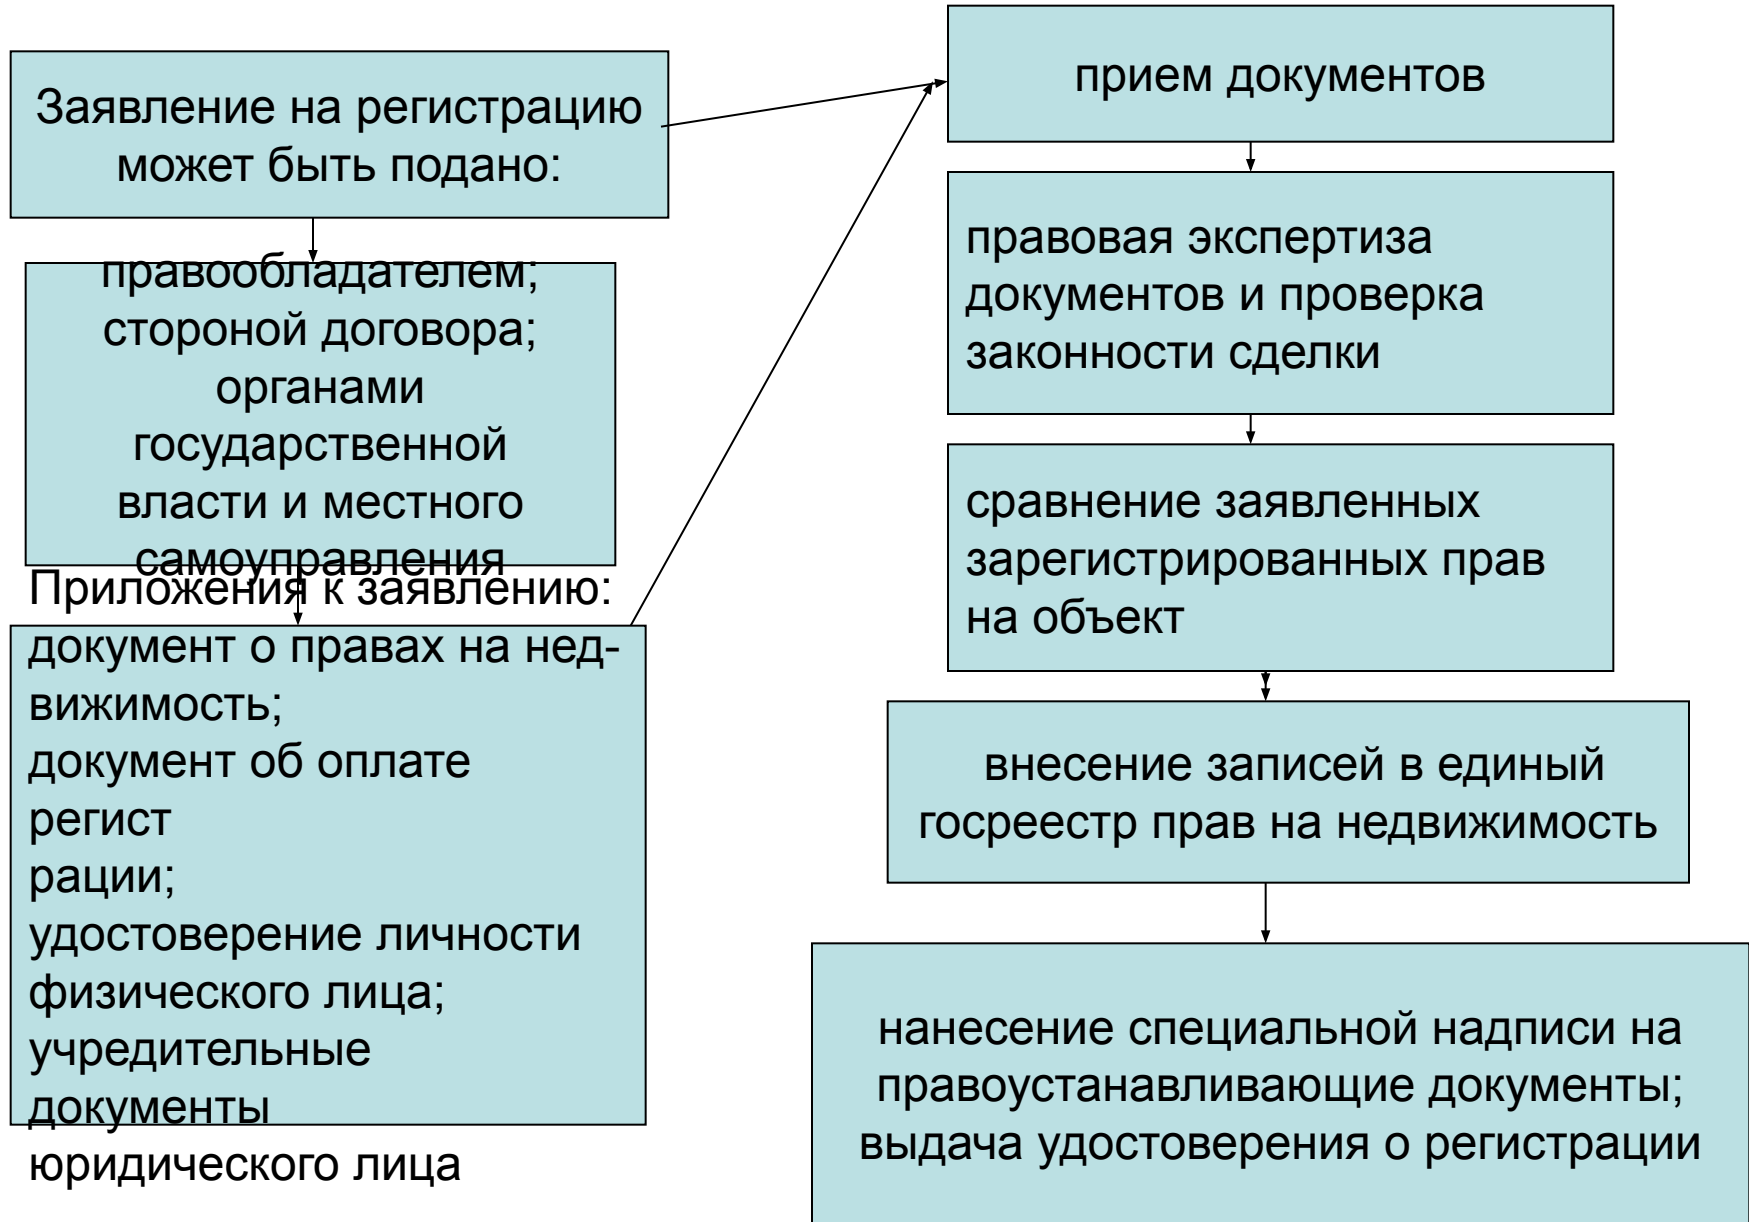 Заявление на регистрацию
может быть подано:
правообладателем;
стороной договора;
органами
государственной
власти и местного
самоуправления
Приложения к заявлению:
документ о правах на нед-
вижимость;
документ об оплате
регист
рации;
удостоверение личности
физического лица;
учредительные
документы
юридического лица
прием документов
правовая экспертиза
документов и проверка
законности сделки
сравнение заявленных
зарегистрированных прав
на объект
внесение записей в единый
госреестр прав на недвижимость
нанесение специальной надписи на
правоустанавливающие документы;
выдача удостоверения о регистрации